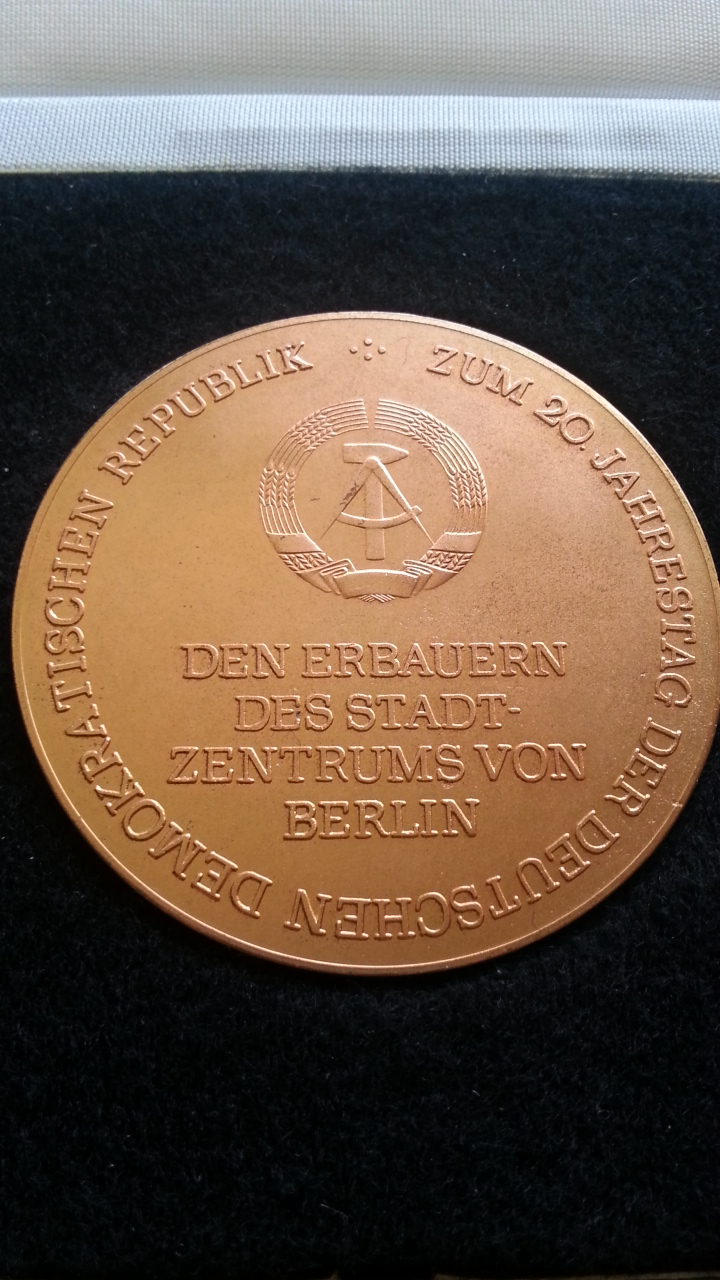 ZUM 20. JAHRESTAG DER DEUTSCHEN DEMOKRATISCHEN REPUBLIK
DEN ERBAUERN
DES STADT-
ZENTRUMS VON
BERLIN